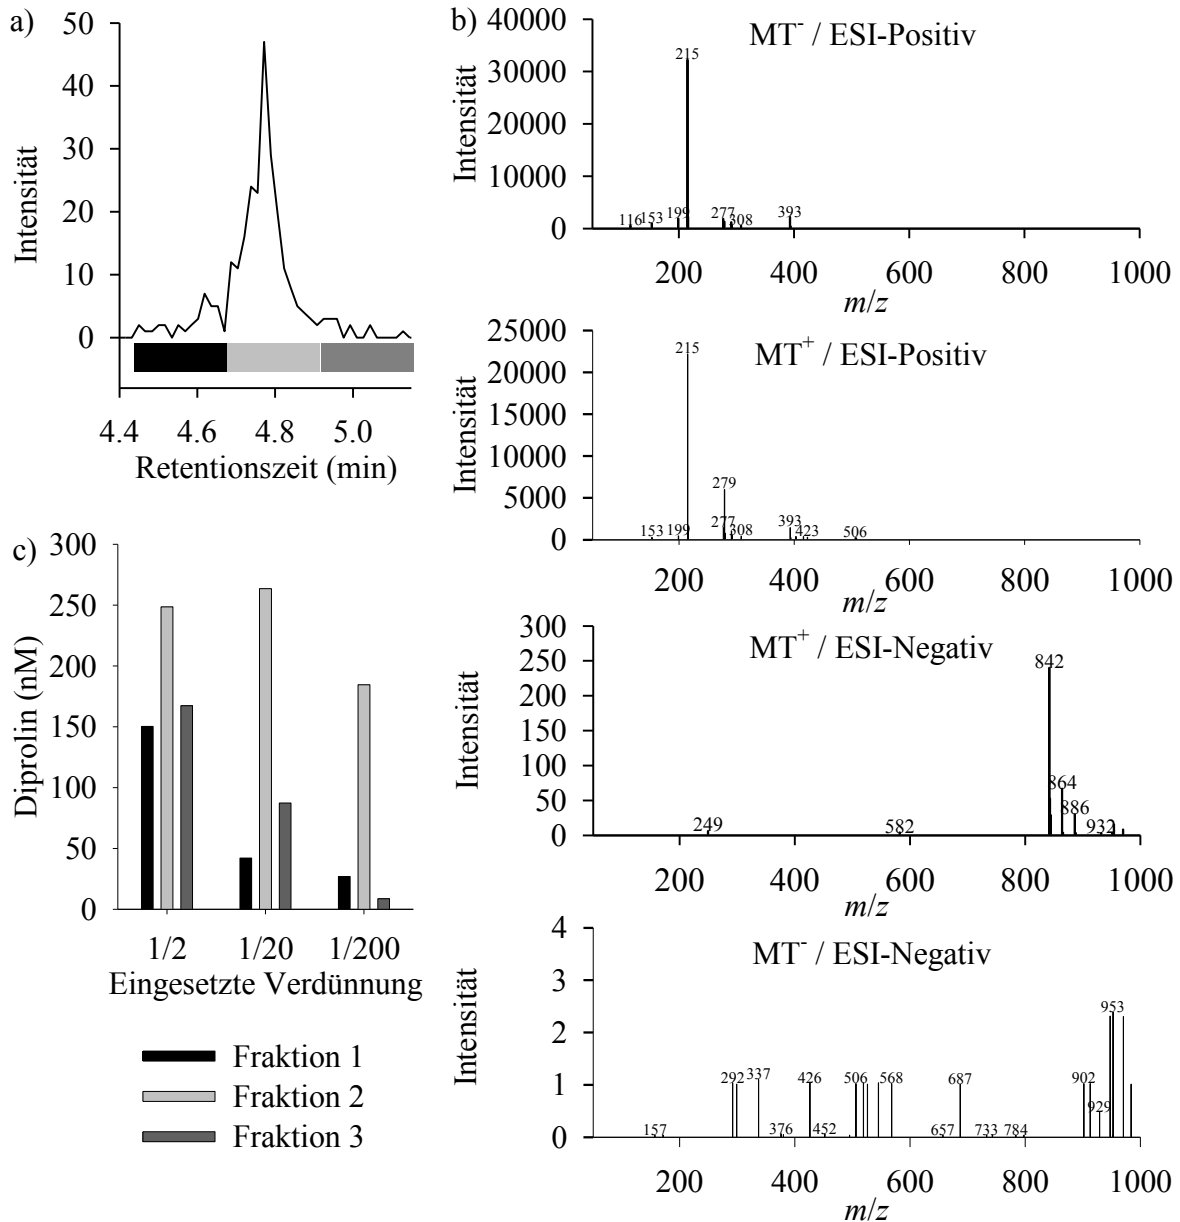 a)
50
40
30
20
10
0
Intensität
4.4 4.6 4.8 5.0
Retentionszeit (min)
b)
MT⁻ / ESI-Positiv
40000
30000
20000
10000
0
Intensität
215
116 153 199 277 308 393
200 400 600 800 1000
m/z
MT⁺ / ESI-Positiv
25000
20000
15000
10000
5000
0
Intensität
215
279
153 199 277 308 393 423 506
200 400 600 800 1000
m/z
MT⁺ / ESI-Negativ
300
250
200
150
100
50
0
Intensität
842
864
886
249 582 932
200 400 600 800 1000
m/z
MT⁻ / ESI-Negativ
4
3
2
1
0
Intensität
953
292 337 426 506 568 687 902
929
157 376 452 657 733 784
200 400 600 800 1000
m/z
c)
300
250
200
150
100
50
0
Diprolin (nM)
1/2 1/20 1/200
Eingesetzte Verdünnung
Fraktion 1
Fraktion 2
Fraktion 3